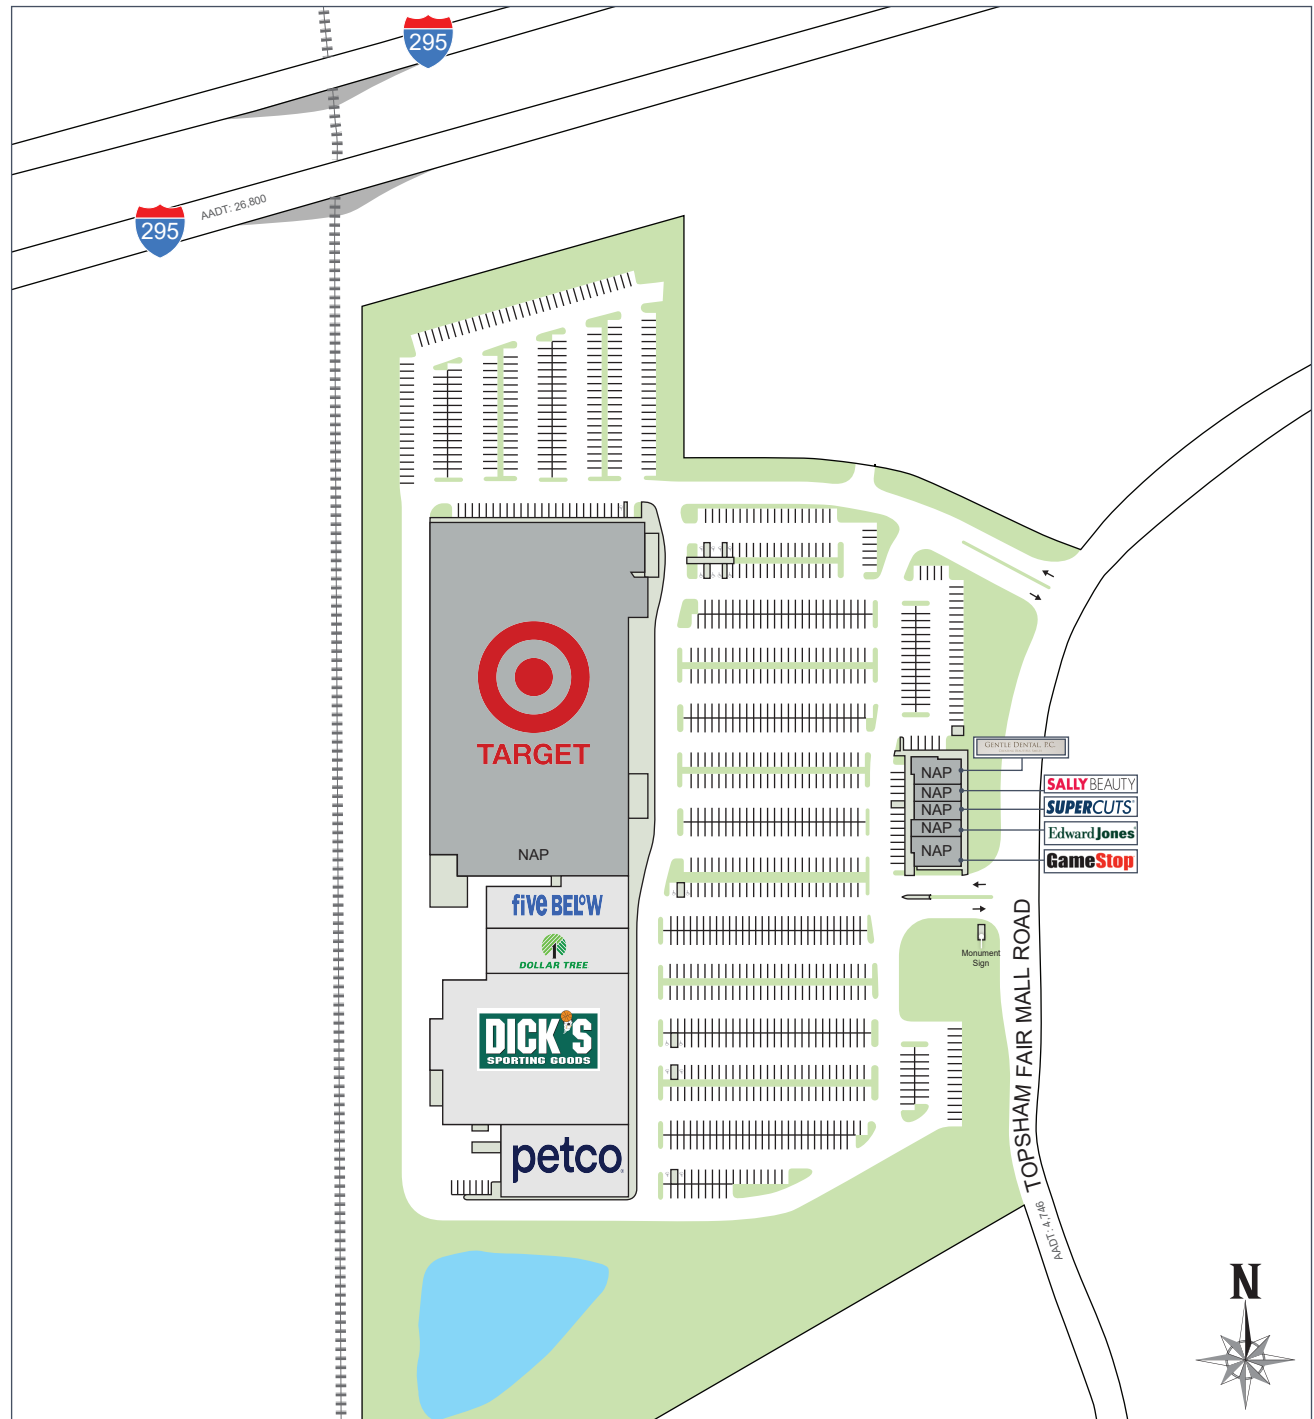 295
295
AADT: 26,800
TARGET
NAP
five BELOW
DOLLAR TREE
DICK'S
SPORTING GOODS
petco
GENTLE DENTAL, P.C.
NAP
NAP
NAP
NAP
NAP
SALLY BEAUTY
SUPERCUTS
Edward Jones
GameStop
Monument
Sign
TOPSHAM FAIR MALL ROAD
AADT: 4,746
N